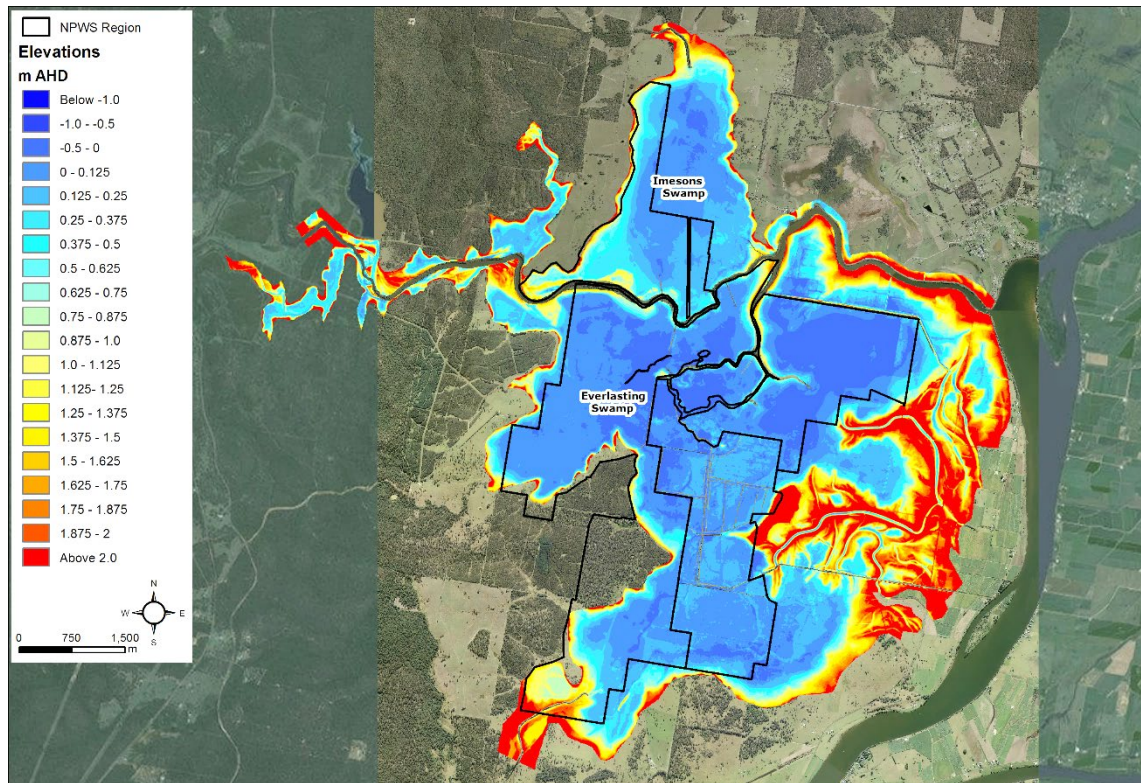 NPWS Region
Elevations
m AHD
Below -1.0
-1.0 - -0.5
-0.5 - 0
0 - 0.125
0.125 - 0.25
0.25 - 0.375
0.375 - 0.5
0.5 - 0.625
0.625 - 0.75
0.75 - 0.875
0.875 - 1.0
1.0 - 1.125
1.125 - 1.25
1.25 - 1.375
1.375 - 1.5
1.5 - 1.625
1.625 - 1.75
1.75 - 1.875
1.875 - 2
Above 2.0
N
W E
S
0 750 1,500
m
Imesons
Swamp
Everlasting
Swamp